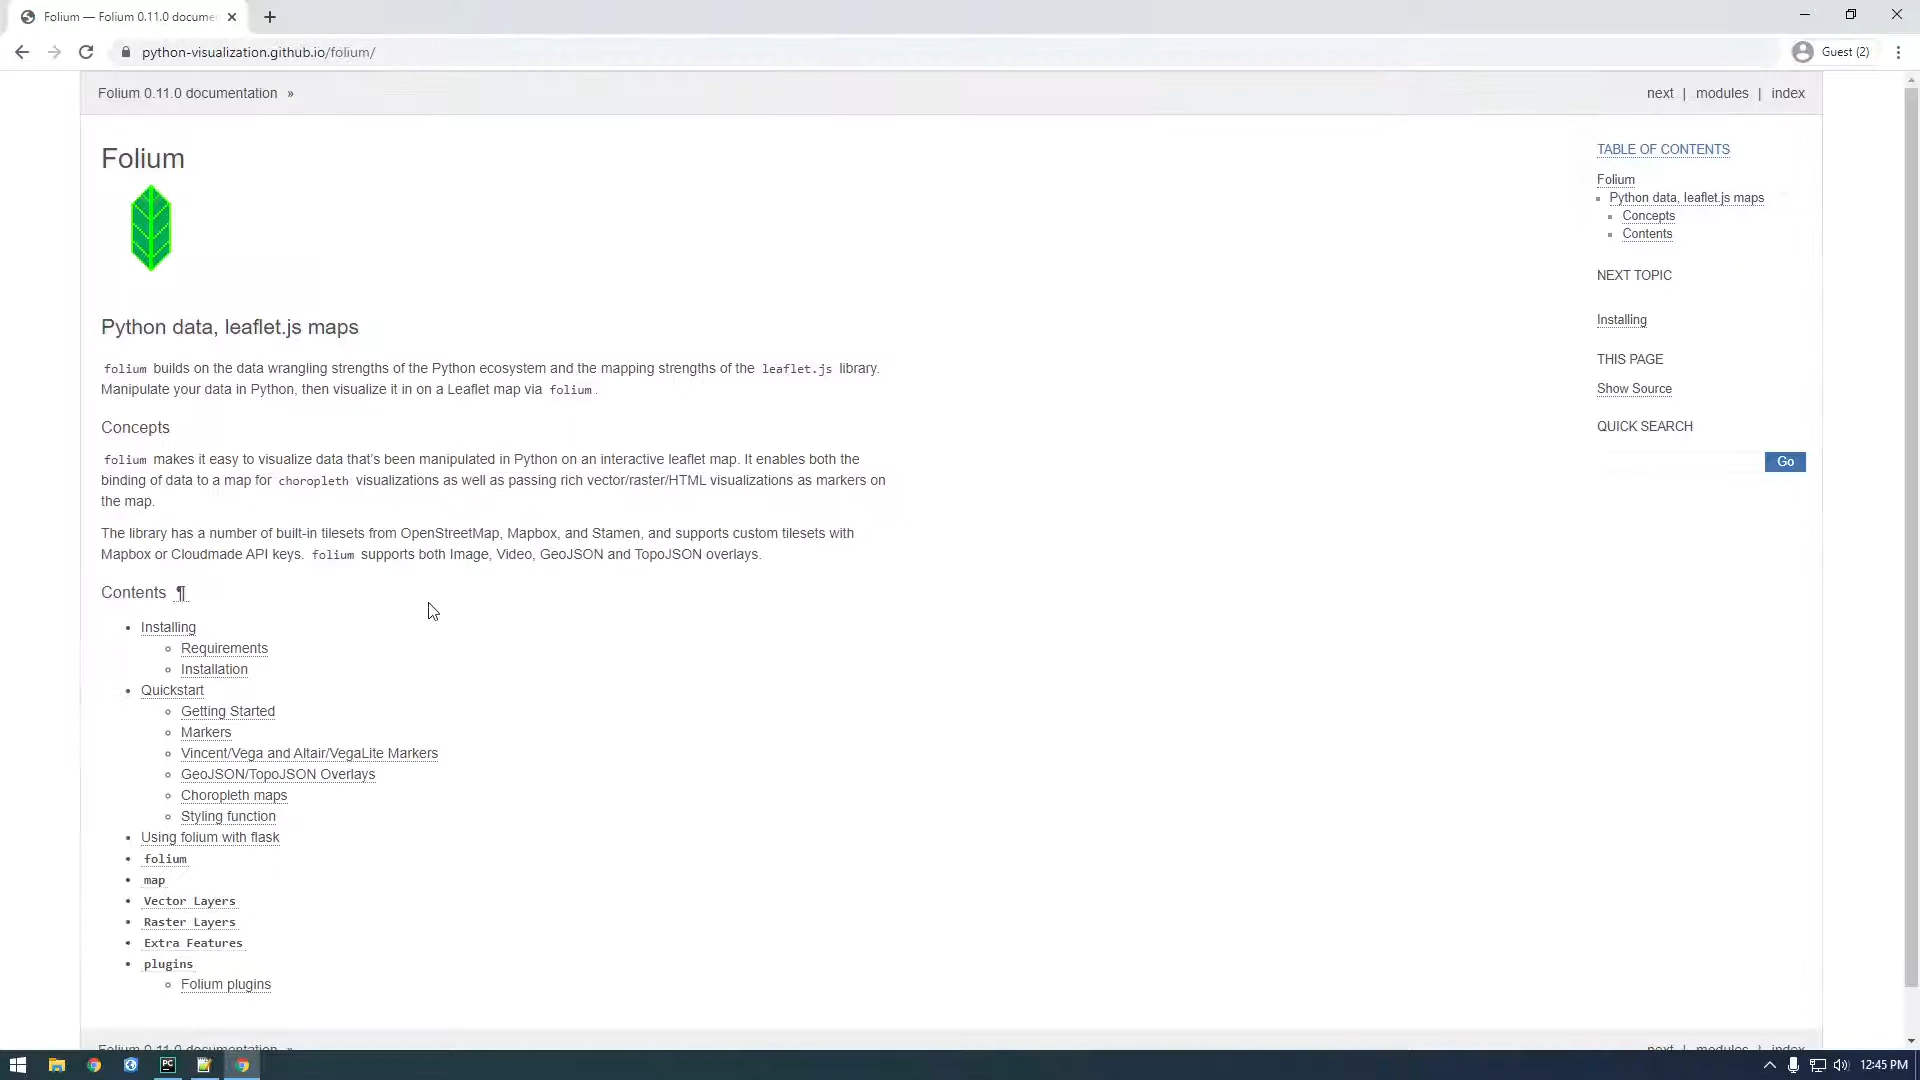 Folium — Folium 0.11.0 docume
python-visualization.github.io/folium/
Guest (2)
Folium 0.11.0 documentation »
next | modules | index
Folium
Python data, leaflet.js maps
folium builds on the data wrangling strengths of the Python ecosystem and the mapping strengths of the leaflet.js library.
Manipulate your data in Python, then visualize it in on a Leaflet map via folium.
Concepts
folium makes it easy to visualize data that's been manipulated in Python on an interactive leaflet map. It enables both the
binding of data to a map for choropleth visualizations as well as passing rich vector/raster/HTML visualizations as markers on
the map.
The library has a number of built-in tilesets from OpenStreetMap, Mapbox, and Stamen, and supports custom tilesets with
Mapbox or Cloudmade API keys. folium supports both Image, Video, GeoJSON and TopoJSON overlays.
Contents ¶
Installing
Requirements
Installation
Quickstart
Getting Started
Markers
Vincent/Vega and Altair/VegaLite Markers
GeoJSON/TopoJSON Overlays
Choropleth maps
Styling function
Using folium with flask
folium
map
Vector Layers
Raster Layers
Extra Features
plugins
Folium plugins
TABLE OF CONTENTS
Folium
Python data, leaflet.js maps
Concepts
Contents
NEXT TOPIC
Installing
THIS PAGE
Show Source
QUICK SEARCH
Go
Folium 0.11.0 documentation »
next | modules | index
PC
12:45 PM